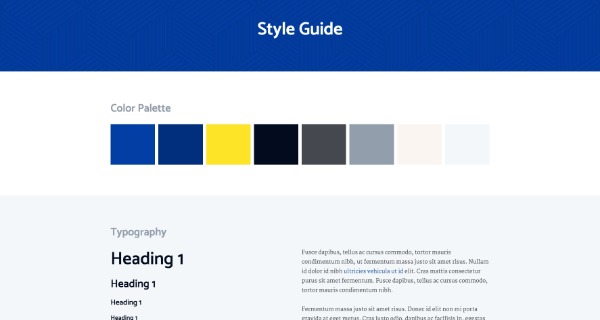 Style Guide
Color Palette
Typography
Heading 1
Heading 1
Heading 1
Heading 1
Fusce dapibus, tellus ac cursus commodo, tortor mauris
condimentum nibh, ut fermentum massa justo sit amet risus. Nullam
id dolor id nibh ultricies vehicula ut id elit. Cras mattis consectetur
purus sit amet fermentum. Fusce dapibus, tellus ac cursus commodo,
tortor mauris condimentum nibh.
Fermentum massa justo sit amet risus. Donec id elit non mi porta
gravida at eget metus. Cras justo odio, dapibus ac facilisis in, egestas